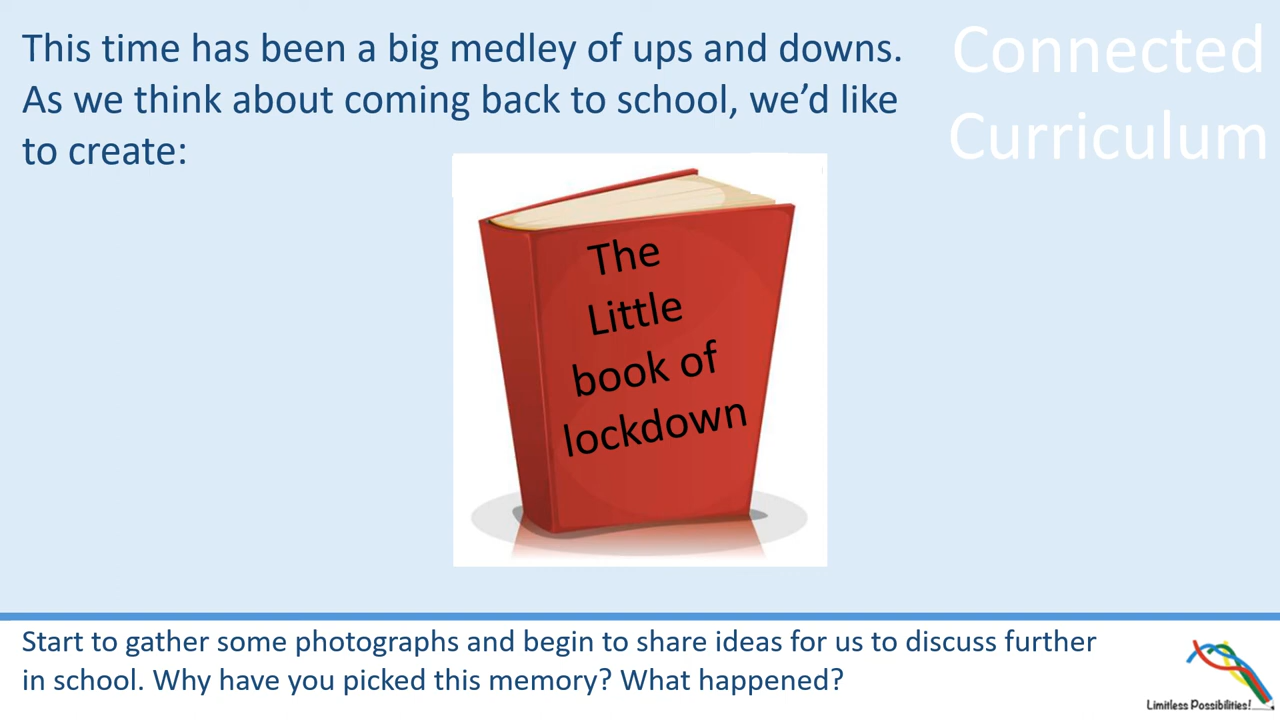 This time has been a big medley of ups and downs.
As we think about coming back to school, we’d like
to create:
Connected
Curriculum
The
Little
book of
lockdown
Start to gather some photographs and begin to share ideas for us to discuss further
in school. Why have you picked this memory? What happened?
Limitless Possibilities!